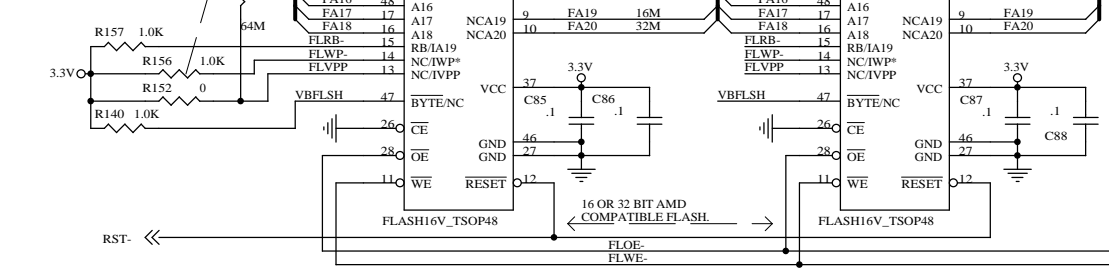 FA16
48
A16
FA17
17
A17
NCA19
9
FA19
16M
FA18
16
A18
NCA20
10
FA20
32M
64M
R157
1.0K
FLRB-
15
RB/IA19
R156
1.0K
FLWP-
14
NC/IWP*
3.3V
FLVPP
13
NC/IVPP
R152
0
VCC
37
3.3V
VBFLSH
47
BYTE/NC
C85
.1
C86
.1
R140
1.0K
26
CE
GND
46
28
OE
GND
27
11
WE
RESET
12
FLASH16V_TSOP48
16 OR 32 BIT AMD
COMPATIBLE FLASH.
FA16
48
A16
FA17
17
A17
NCA19
9
FA19
FA18
16
A18
NCA20
10
FA20
FLRB-
15
RB/IA19
FLWP-
14
NC/IWP*
FLVPP
13
NC/IVPP
3.3V
VCC
37
VBFLSH
47
BYTE/NC
C87
.1
.1
C88
26
CE
GND
46
28
OE
GND
27
11
WE
RESET
12
FLASH16V_TSOP48
RST-
FLOE-
FLWE-